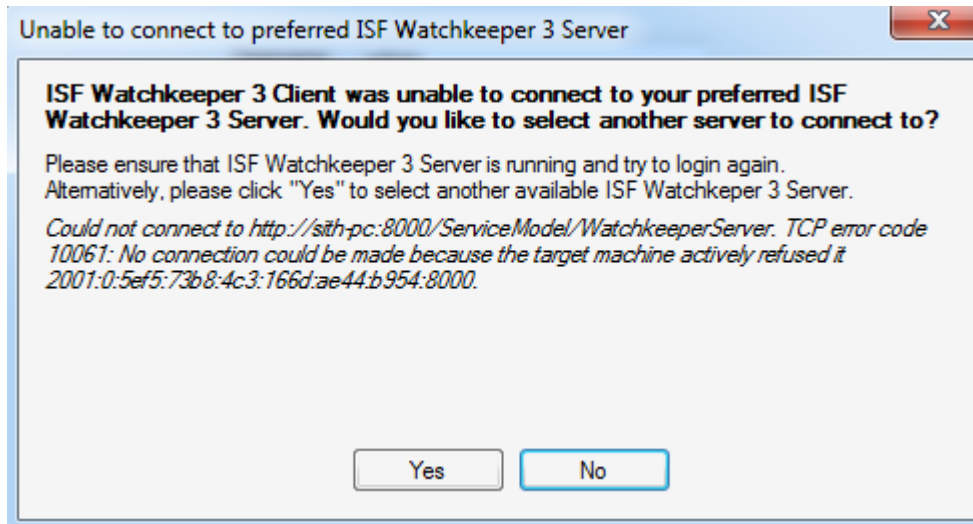 Unable to connect to preferred ISF Watchkeeper 3 Server
ISF Watchkeeper 3 Client was unable to connect to your preferred ISF
Watchkeeper 3 Server. Would you like to select another server to connect to?
Please ensure that ISF Watchkeeper 3 Server is running and try to login again.
Alternatively, please click "Yes" to select another available ISF Watchkeper 3 Server.
Could not connect to http://sith-pc:8000/ServiceModel/WatchkeeperServer. TCP error code
10061: No connection could be made because the target machine actively refused it
2001:0:5ef5:73b8:4c3:166d:ae44:b954:8000.
Yes
No